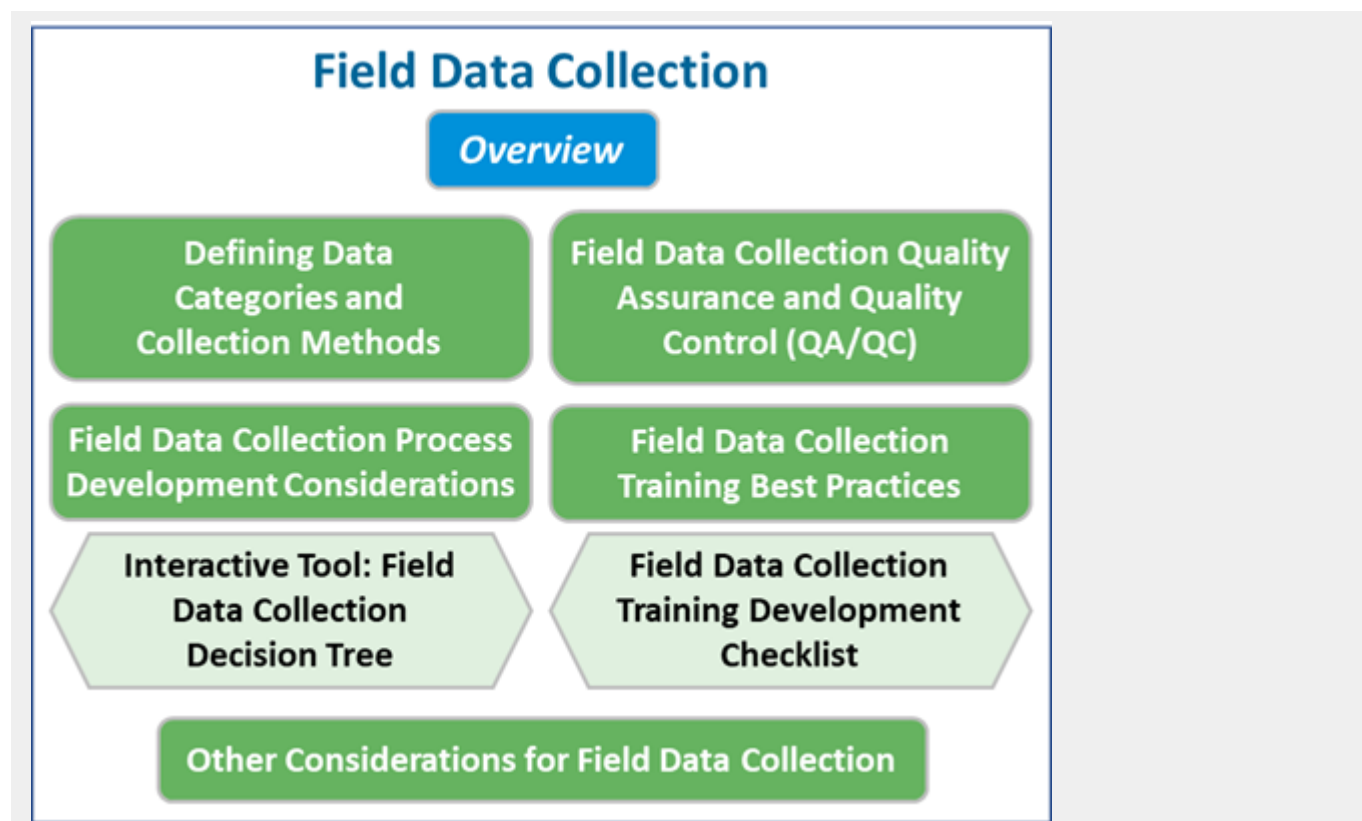 Field Data Collection
Overview
Defining Data
Categories and
Collection Methods
Field Data Collection Quality
Assurance and Quality
Control (QA/QC)
Field Data Collection Process
Development Considerations
Field Data Collection
Training Best Practices
Interactive Tool: Field
Data Collection
Decision Tree
Field Data Collection
Training Development
Checklist
Other Considerations for Field Data Collection